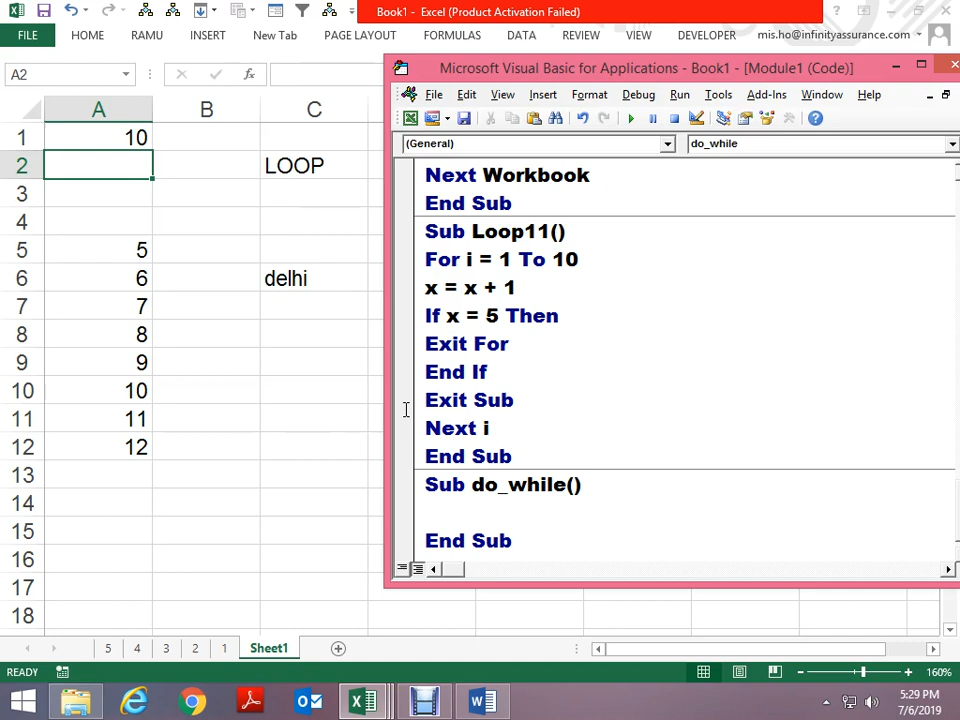 Book1 - Excel (Product Activation Failed)
FILE HOME RAMU INSERT New Tab PAGE LAYOUT FORMULAS DATA REVIEW VIEW DEVELOPER mis.ho@infinityassurance.com
A2 fx
Microsoft Visual Basic for Applications - Book1 - [Module1 (Code)]
File Edit View Insert Format Debug Run Tools Add-Ins Window Help
(General) do_while
A B C
1 10
2 LOOP
3
4
5 5
6 6 delhi
7 7
8 8
9 9
10 10
11 11
12 12
13
14
15
16
17
18
Next Workbook
End Sub
Sub Loop11()
For i = 1 To 10
x = x + 1
If x = 5 Then
Exit For
End If
Exit Sub
Next i
End Sub
Sub do_while()
End Sub
5 4 3 2 1 Sheet1
READY 160%
5:29 PM
7/6/2019